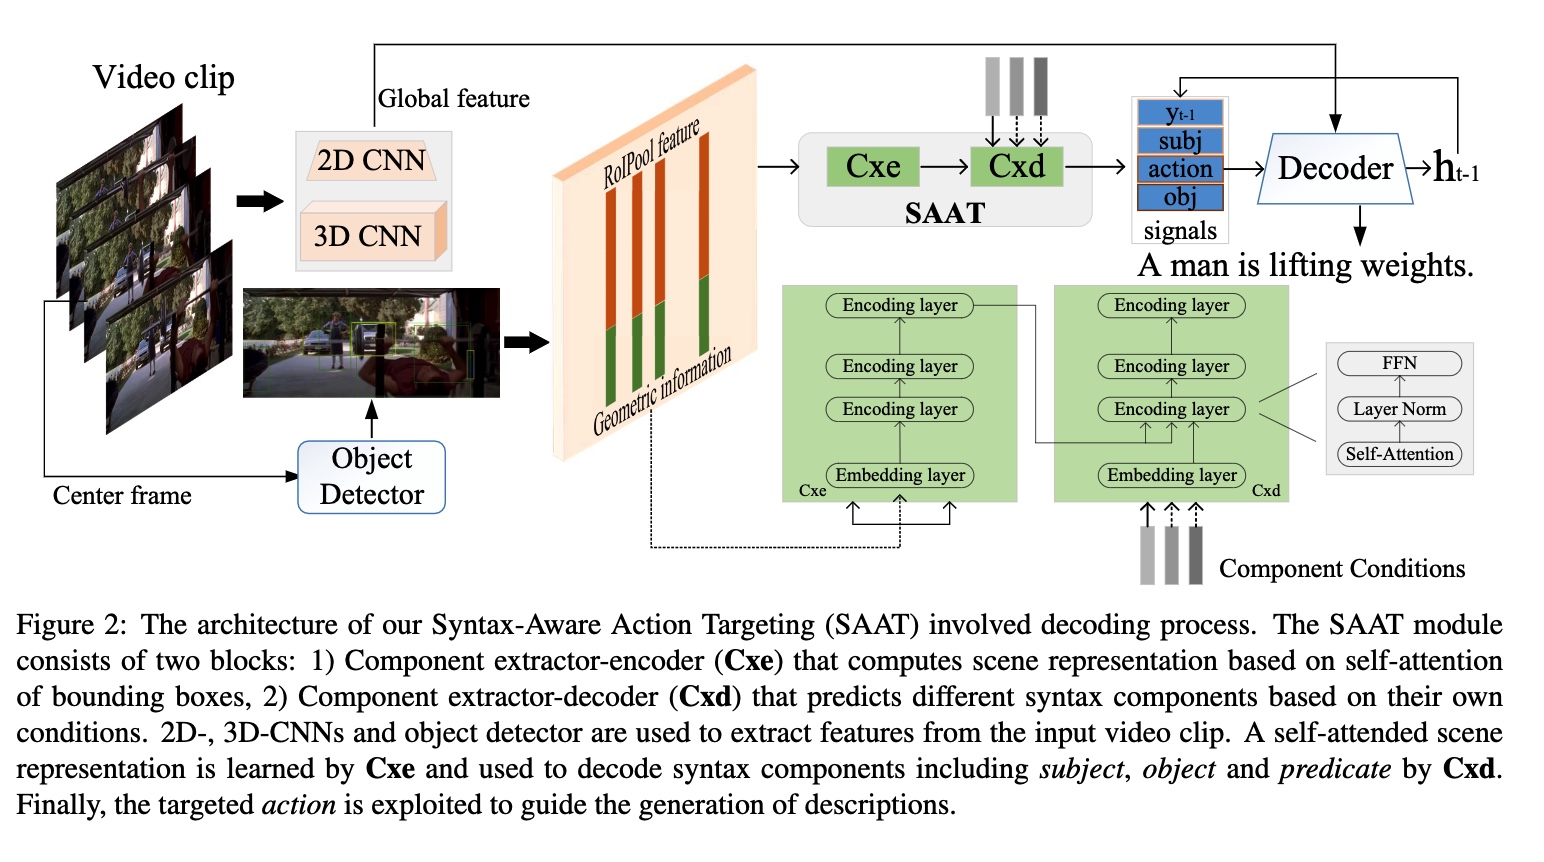 Video clip
Global feature
2D CNN
3D CNN
Center frame
Object
Detector
RoIPool feature
Geometric information
Cxe
Cxd
SAAT
yt-1
subj
action
obj
signals
Decoder
ht-1
A man is lifting weights.
Encoding layer
Encoding layer
Encoding layer
Embedding layer
Cxe
Encoding layer
Encoding layer
Encoding layer
Embedding layer
Cxd
FFN
Layer Norm
Self-Attention
Component Conditions
Figure 2: The architecture of our Syntax-Aware Action Targeting (SAAT) involved decoding process. The SAAT module
consists of two blocks: 1) Component extractor-encoder (Cxe) that computes scene representation based on self-attention
of bounding boxes, 2) Component extractor-decoder (Cxd) that predicts different syntax components based on their own
conditions. 2D-, 3D-CNNs and object detector are used to extract features from the input video clip. A self-attended scene
representation is learned by Cxe and used to decode syntax components including subject, object and predicate by Cxd.
Finally, the targeted action is exploited to guide the generation of descriptions.